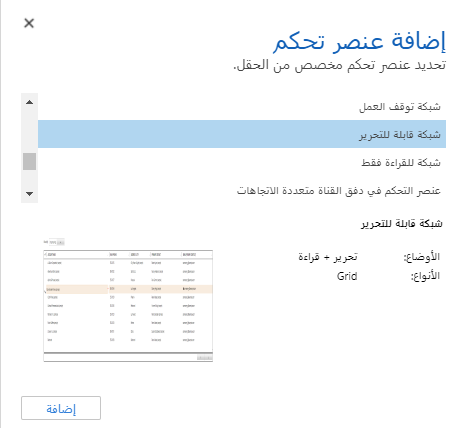 إضافة عنصر تحكم
تحديد عنصر تحكم مخصص من الحقل.
شبكة توقف العمل
شبكة قابلة للتحرير
شبكة للقراءة فقط
عنصر التحكم في دفق القناة متعددة الاتجاهات
شبكة قابلة للتحرير
الأوضاع: تحرير + قراءة
الأنواع: Grid
إضافة